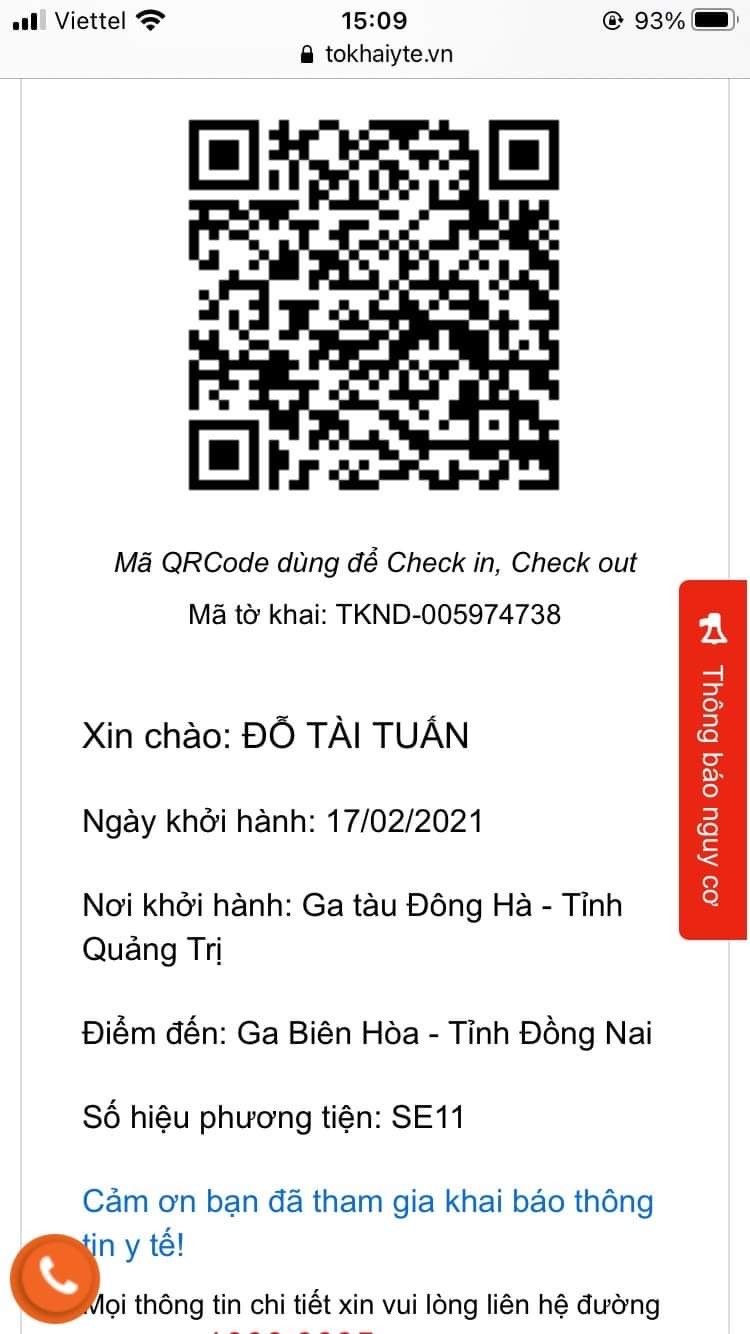 Viettel 15:09 93%
tokhaiyte.vn
Mã QRCode dùng để Check in, Check out
Mã tờ khai: TKND-005974738
Thông báo nguy cơ
Xin chào: ĐỖ TÀI TUẤN
Ngày khởi hành: 17/02/2021
Nơi khởi hành: Ga tàu Đông Hà - Tỉnh
Quảng Trị
Điểm đến: Ga Biên Hòa - Tỉnh Đồng Nai
Số hiệu phương tiện: SE11
Cảm ơn bạn đã tham gia khai báo thông
tin y tế!
Mọi thông tin chi tiết xin vui lòng liên hệ đường